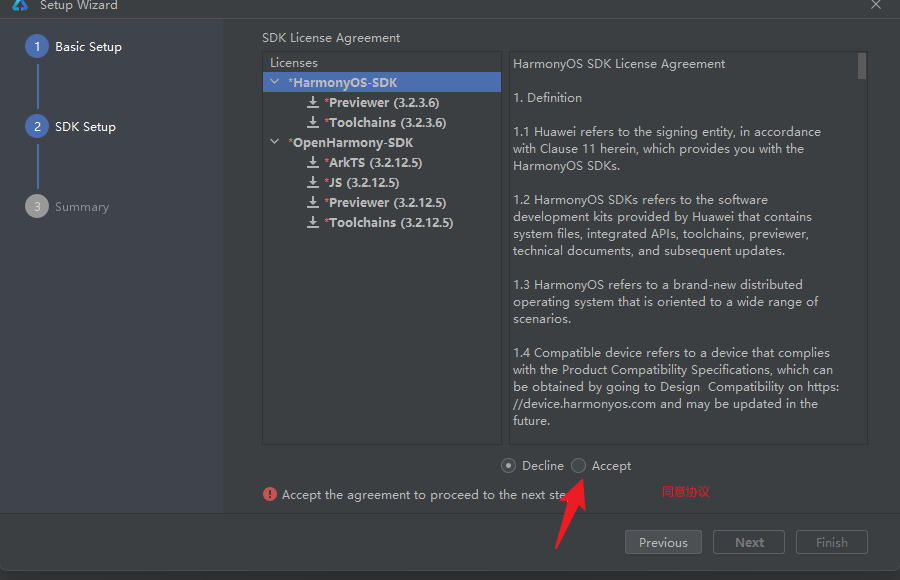 Setup Wizard
1 Basic Setup
2 SDK Setup
3 Summary
SDK License Agreement
Licenses
*HarmonyOS-SDK
*Previewer (3.2.3.6)
*Toolchains (3.2.3.6)
*OpenHarmony-SDK
*ArkTS (3.2.12.5)
*JS (3.2.12.5)
*Previewer (3.2.12.5)
*Toolchains (3.2.12.5)
HarmonyOS SDK License Agreement
1. Definition
1.1 Huawei refers to the signing entity, in accordance
with Clause 11 herein, which provides you with the
HarmonyOS SDKs.
1.2 HarmonyOS SDKs refers to the software
development kits provided by Huawei that contains
system files, integrated APIs, toolchains, previewer,
technical documents, and subsequent updates.
1.3 HarmonyOS refers to a brand-new distributed
operating system that is oriented to a wide range of
scenarios.
1.4 Compatible device refers to a device that complies
with the Product Compatibility Specifications, which can
be obtained by going to Design  Compatibility on https:
//device.harmonyos.com and may be updated in the
future.
Decline Accept
Accept the agreement to proceed to the next ste
同意协议
Previous Next Finish